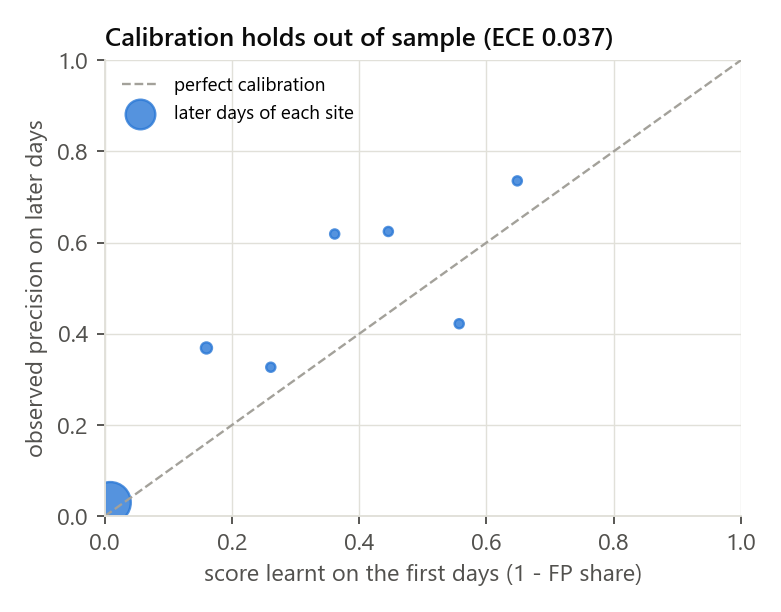 Calibration holds out of sample (ECE 0.037)
perfect calibration
later days of each site
observed precision on later days
1.0
0.8
0.6
0.4
0.2
0.0
0.0 0.2 0.4 0.6 0.8 1.0
score learnt on the first days (1 - FP share)